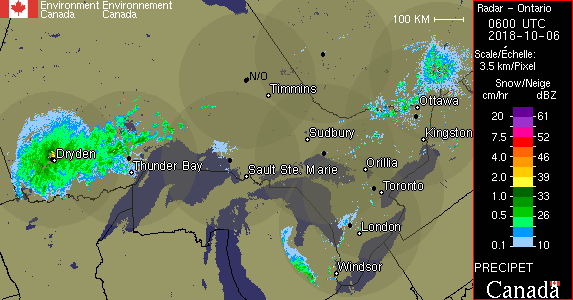 Environment Environnement
Canada Canada
100 KM
N/O
Timmins
Ottawa
Sudbury
Kingston
Dryden
Thunder Bay
Sault Ste. Marie
Orillia
Toronto
London
Windsor
Radar - Ontario
0600 UTC
2018-10-06
Scale/Échelle:
3.5 km/Pixel
Snow/Neige
cm/hr dBZ
20 61
7.5 52
4.0 46
2.0 39
1.0 33
0.5 26
0.1 10
PRECIPET
Canada